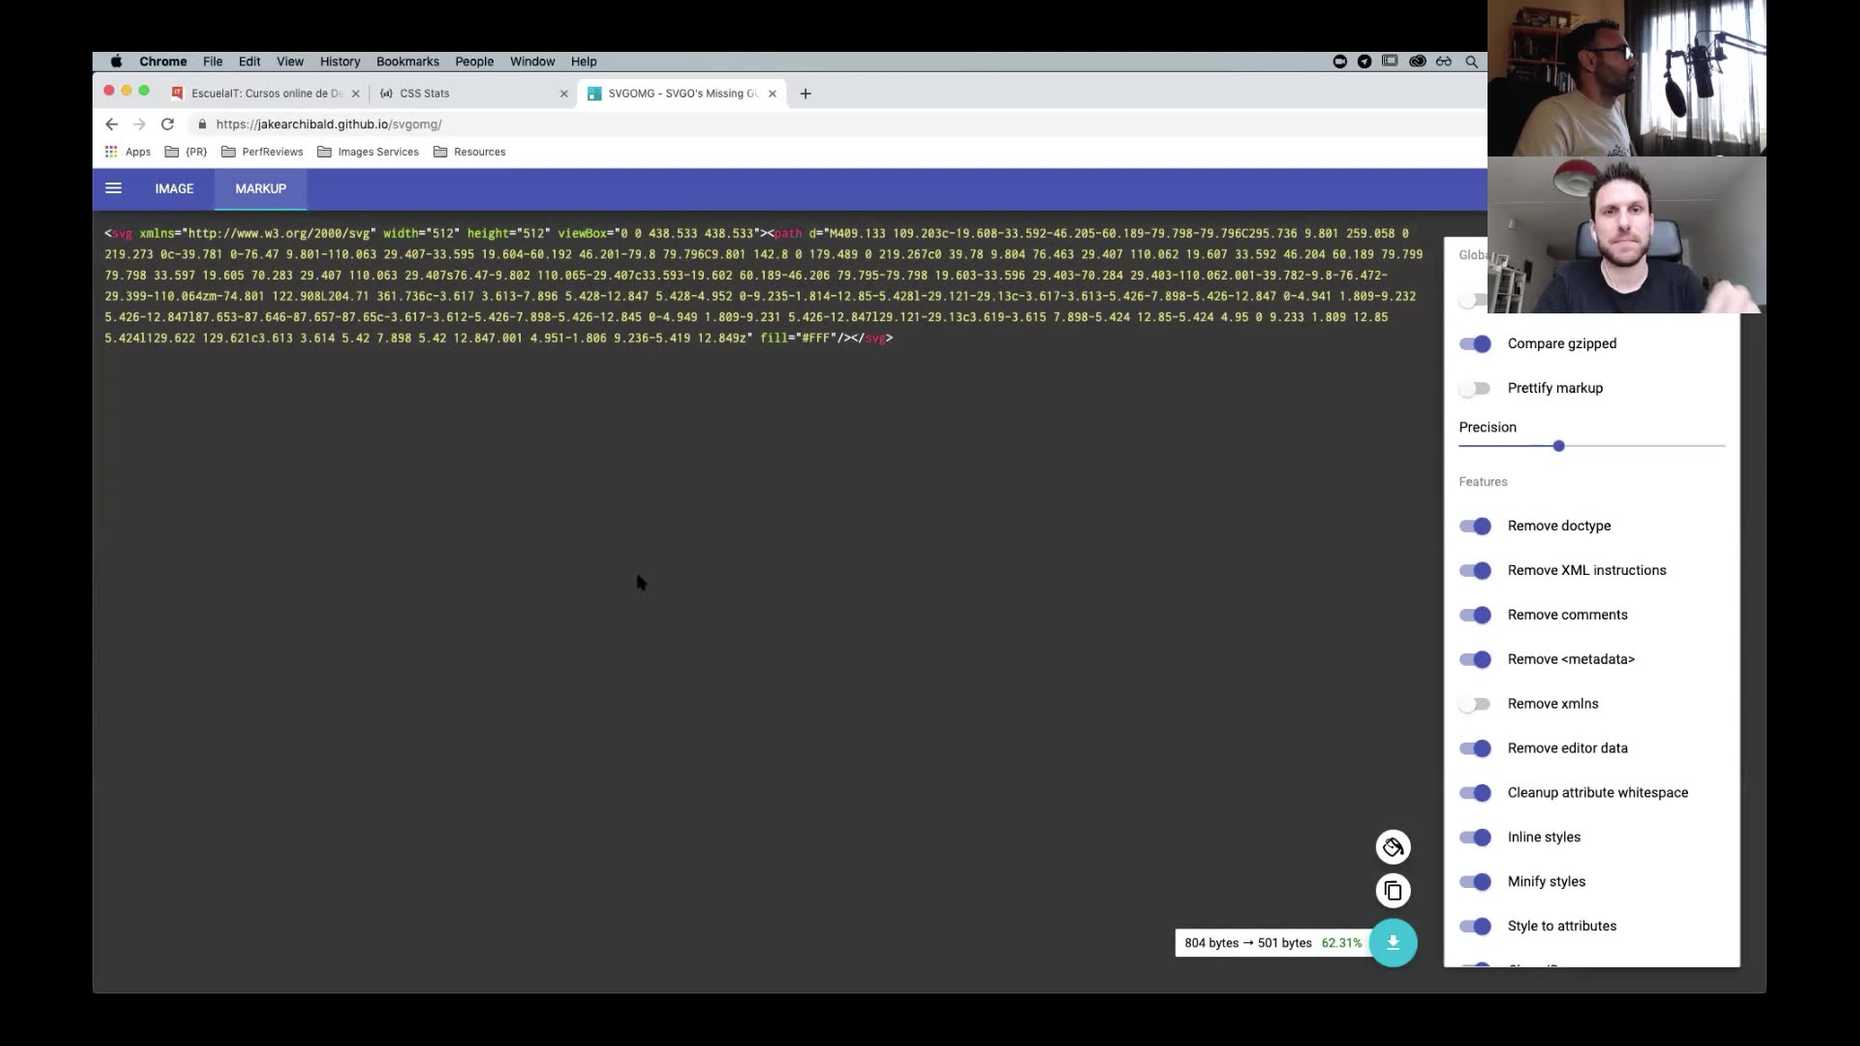 Chrome File Edit View History Bookmarks People Window Help
EscuelaIT: Cursos online de De
CSS Stats
SVGOMG - SVGO's Missing GU
https://jakearchibald.github.io/svgomg/
Apps {PR} PerfReviews Images Services Resources
IMAGE MARKUP
<svg xmlns="http://www.w3.org/2000/svg" width="512" height="512" viewBox="0 0 438.533 438.533"><path d="M409.133 109.203c-19.608-33.592-46.205-60.189-79.798-79.796C295.736 9.801 259.058 0
219.273 0c-39.781 0-76.47 9.801-110.063 29.407-33.595 19.604-60.192 46.201-79.8 79.796C9.801 142.8 0 179.489 0 219.267c0 39.78 9.804 76.463 29.407 110.062 19.607 33.592 46.204 60.189 79.799
79.798 33.597 19.605 70.283 29.407 110.063 29.407s76.47-9.802 110.065-29.407c33.593-19.602 60.189-46.206 79.795-79.798 19.603-33.596 29.403-70.284 29.403-110.062.001-39.782-9.8-76.472-
29.399-110.064zm-74.801 122.908L204.71 361.736c-3.617 3.613-7.896 5.428-12.847 5.428-4.952 0-9.235-1.814-12.85-5.428l-29.121-29.13c-3.617-3.613-5.426-7.898-5.426-12.847 0-4.941 1.809-9.232
5.426-12.847l87.653-87.646-87.657-87.65c-3.617-3.612-5.426-7.898-5.426-12.845 0-4.949 1.809-9.231 5.426-12.847l29.121-29.13c3.619-3.615 7.898-5.424 12.85-5.424 4.95 0 9.233 1.809 12.85
5.424l129.622 129.621c3.613 3.614 5.42 7.898 5.42 12.847.001 4.951-1.806 9.236-5.419 12.849z" fill="#FFF"/></svg>
Globa
Compare gzipped
Prettify markup
Precision
Features
Remove doctype
Remove XML instructions
Remove comments
Remove <metadata>
Remove xmlns
Remove editor data
Cleanup attribute whitespace
Inline styles
Minify styles
Style to attributes
804 bytes → 501 bytes 62.31%